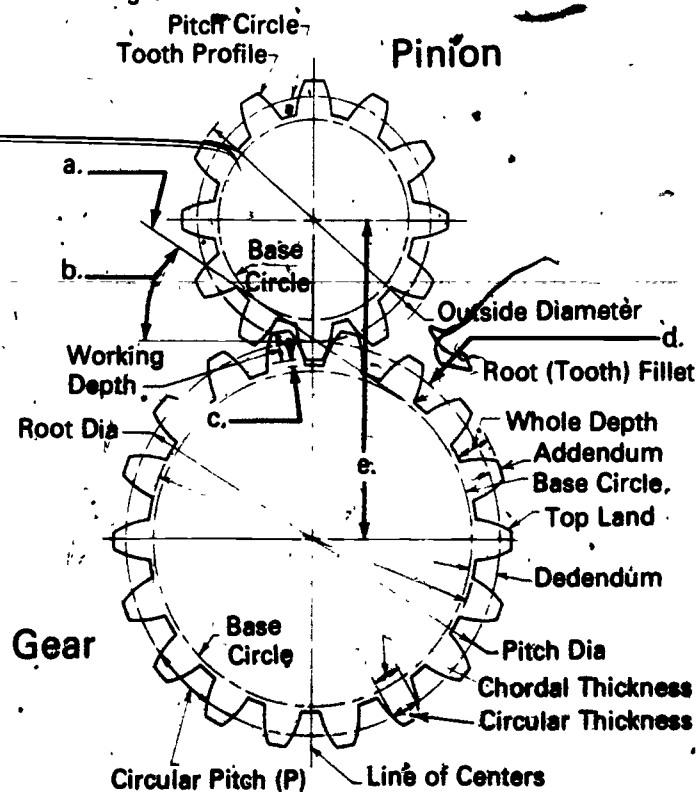 Pitch Circle
Pinion
Tooth Profile
a.
b.
Base
Circle
Outside Diameter
d.
Working
Depth
Root (Tooth) Fillet
c.
Root Dia
Whole Depth
e.
Addendum
Base Circle.
Top Land
Dedendum
Gear
Base
Circle
Pitch Dia
Chordal Thickness
Circular Thickness
Circular Pitch (P)
Line of Centers